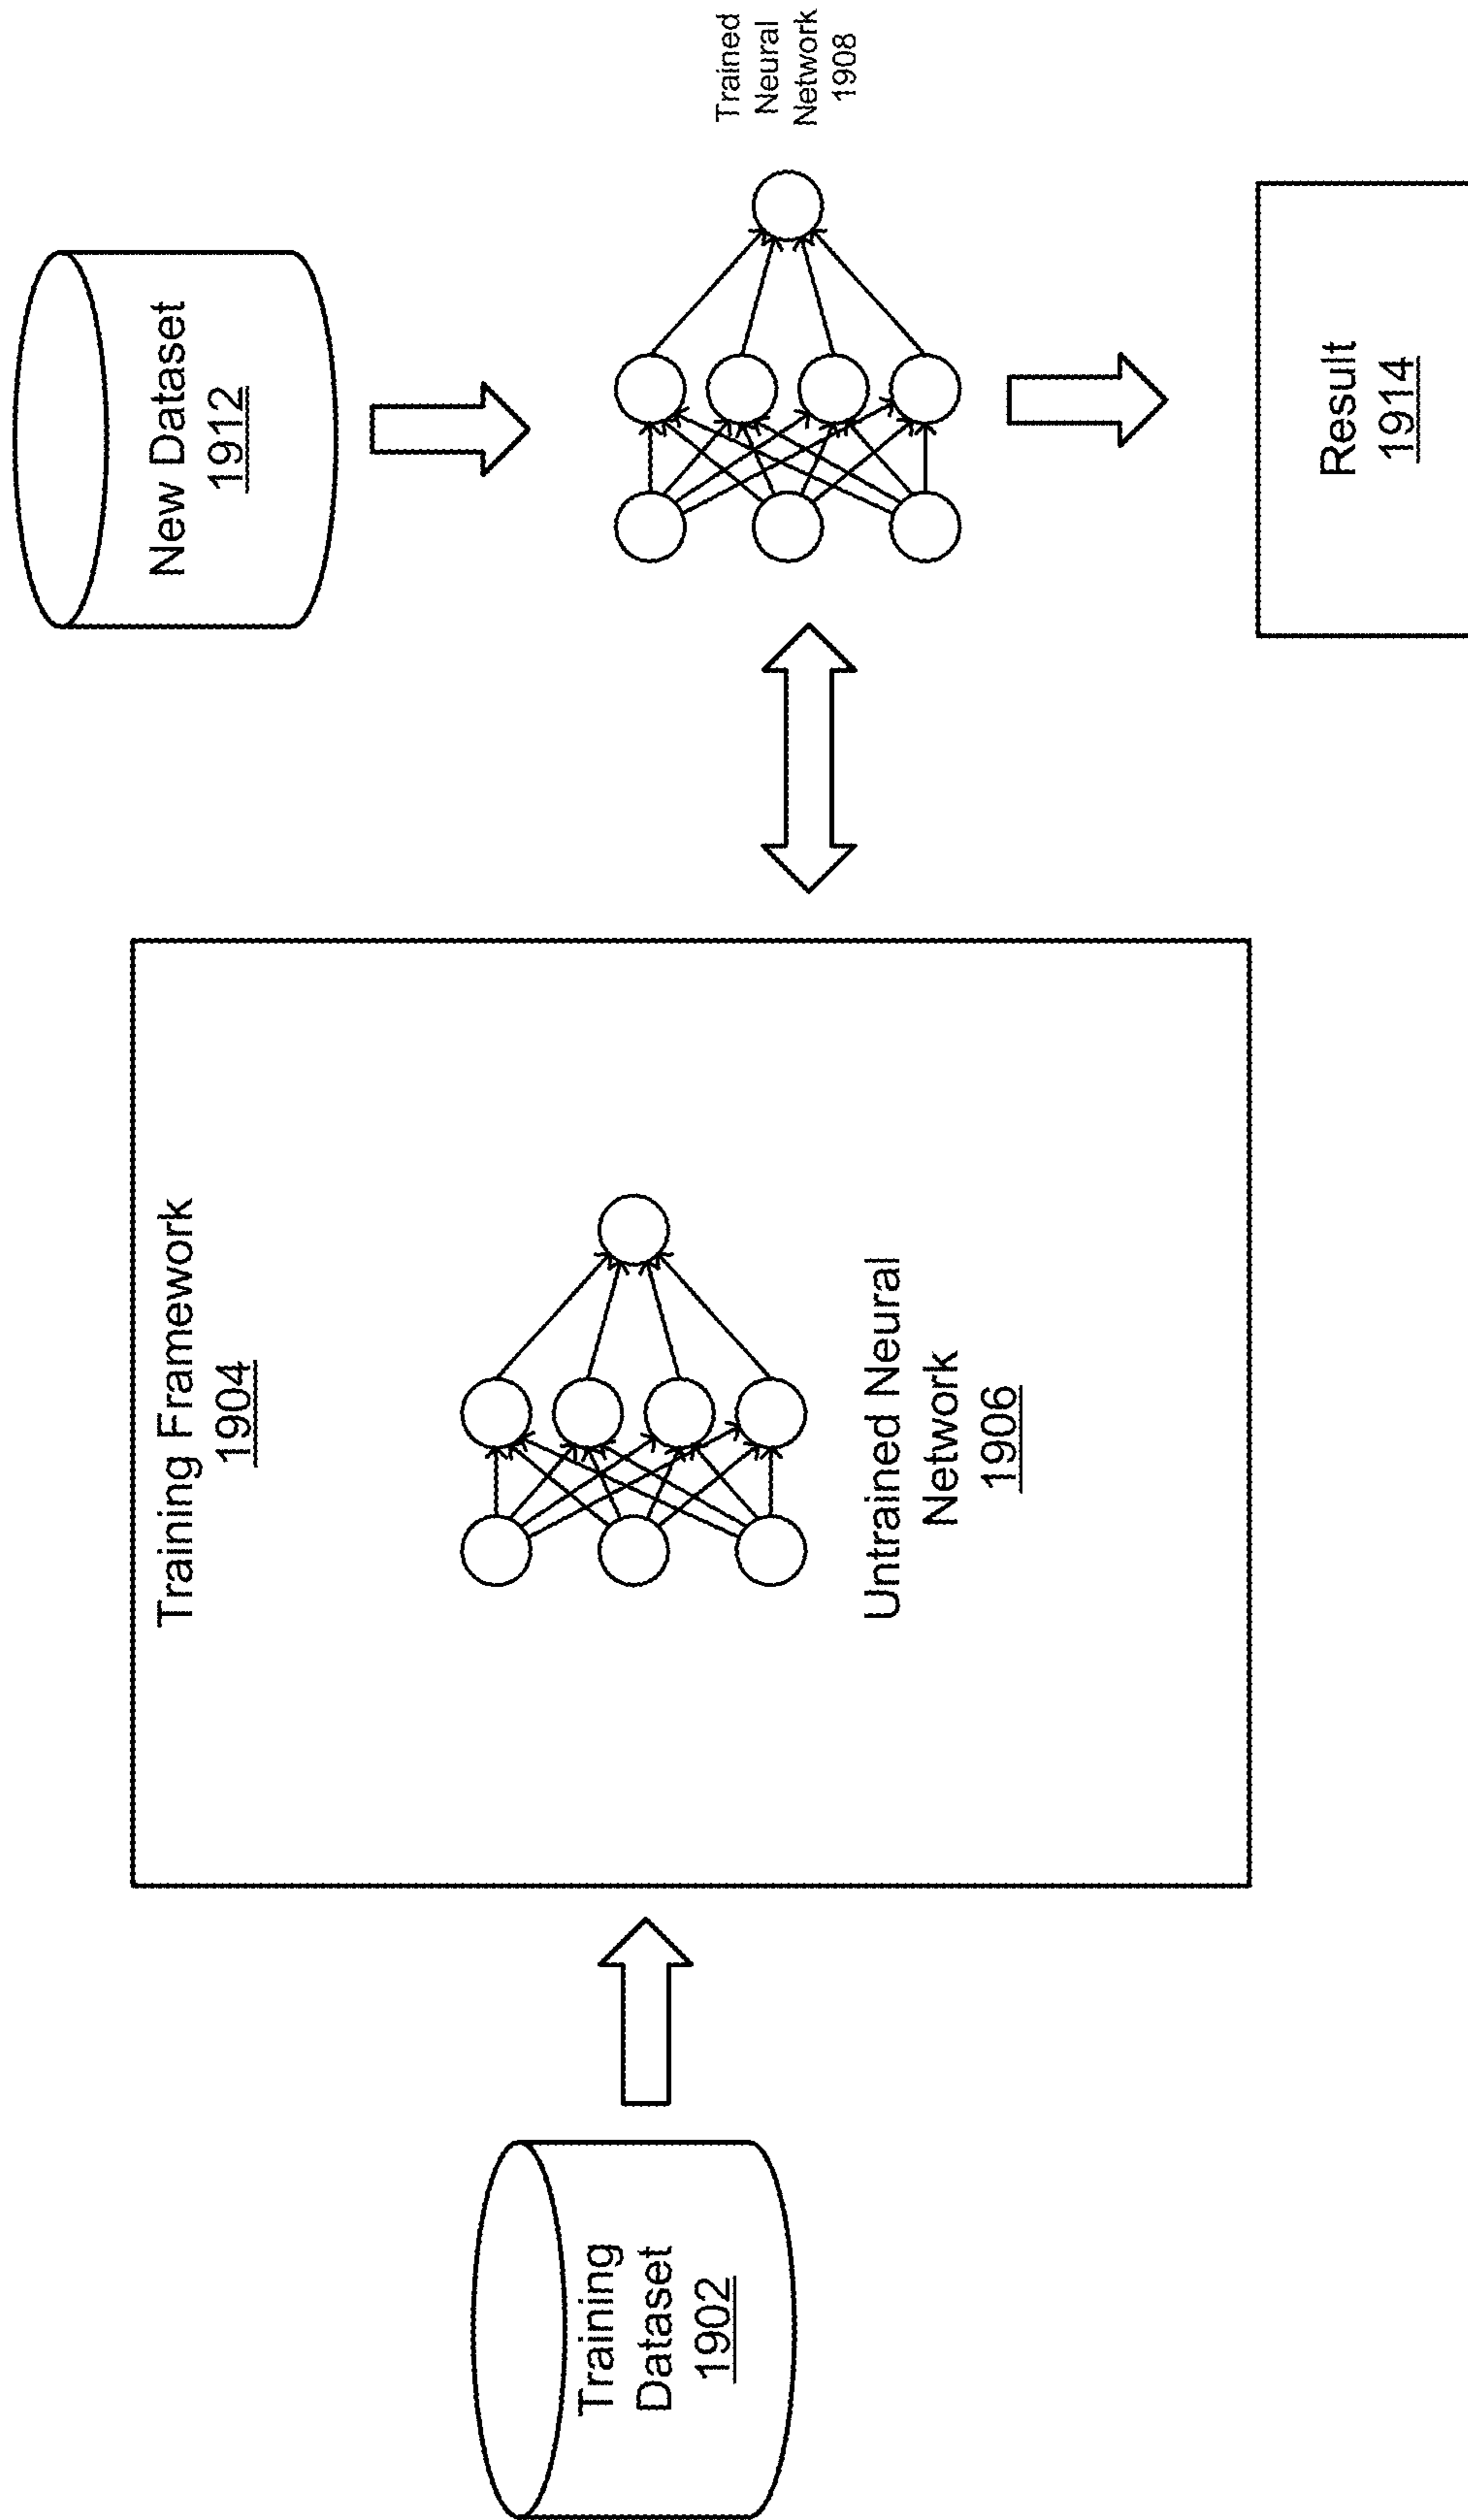 Training
Dataset
1902
Training Framework
1904
Untrained Neural
Network
1906
New Dataset
1912
Trained
Neural
Network
1908
Result
1914